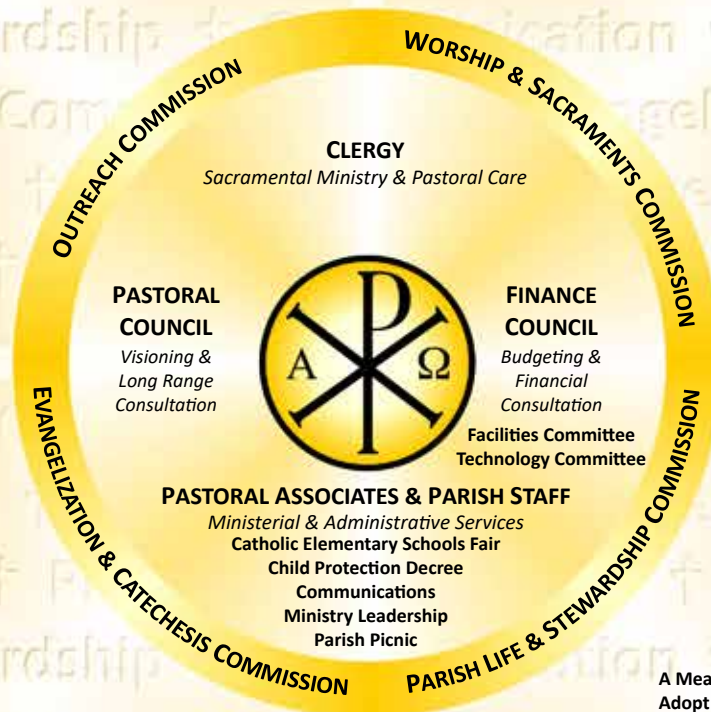 OUTREACH COMMISSION
WORSHIP & SACRAMENTS COMMISSION
CLERGY
Sacramental Ministry & Pastoral Care
PASTORAL
COUNCIL
Visioning &
Long Range
Consultation
Α
Ω
FINANCE
COUNCIL
Budgeting &
Financial
Consultation
Facilities Committee
Technology Committee
PASTORAL ASSOCIATES & PARISH STAFF
Ministerial & Administrative Services
Catholic Elementary Schools Fair
Child Protection Decree
Communications
Ministry Leadership
Parish Picnic
EVANGELIZATION & CATECHESIS COMMISSION
PARISH LIFE & STEWARDSHIP COMMISSION
A Mea
Adopt